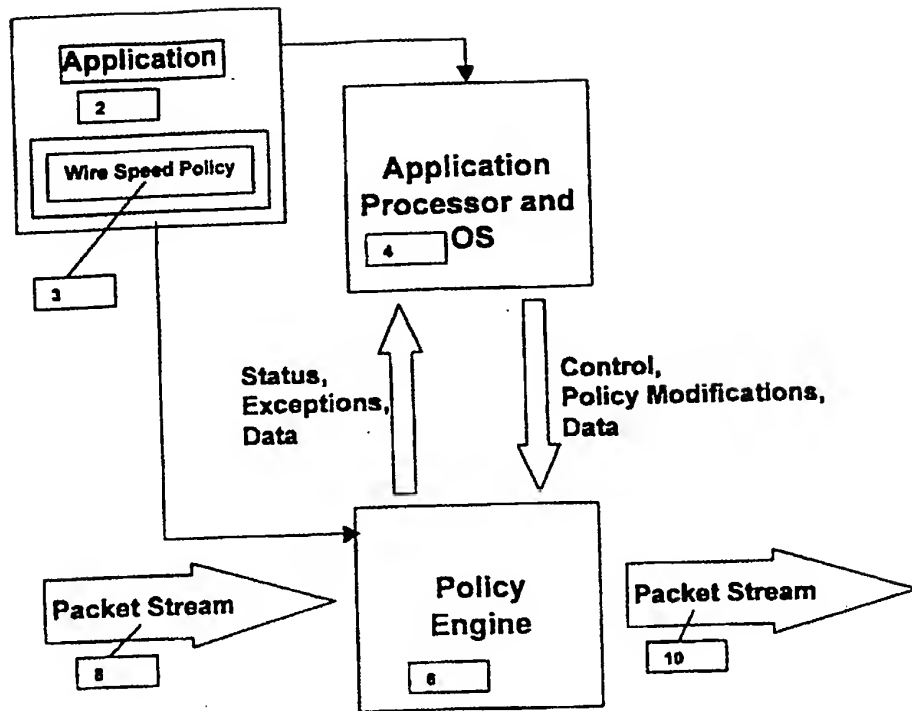 Application
2
Wire Speed Policy
3
Application
Processor and
OS
4
Status,
Exceptions,
Data
Control,
Policy Modifications,
Data
Packet Stream
8
Policy
Engine
6
Packet Stream
10